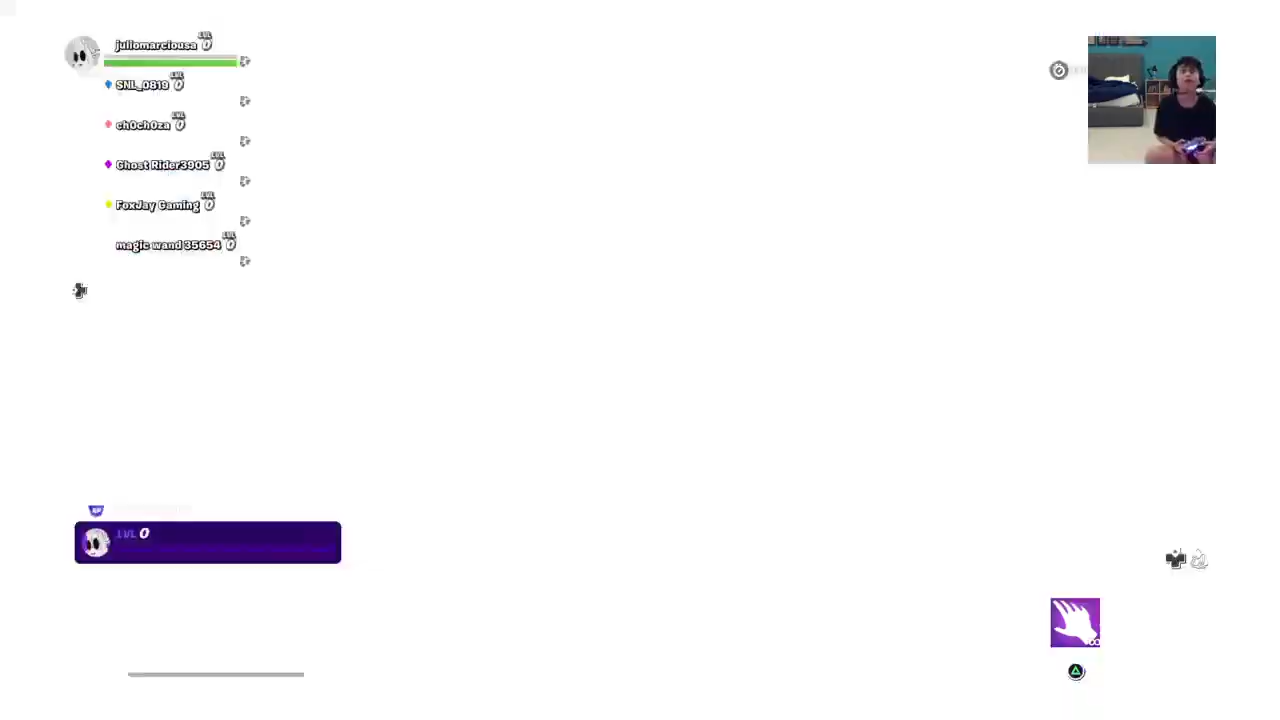 juliomarciousa LVL 0
SNL_0819 LVL 0
ch0ch0za LVL 0
Ghost Rider3905 LVL 0
FoxJay Gaming LVL 0
magic wand 35654 LVL 0
LVL 0